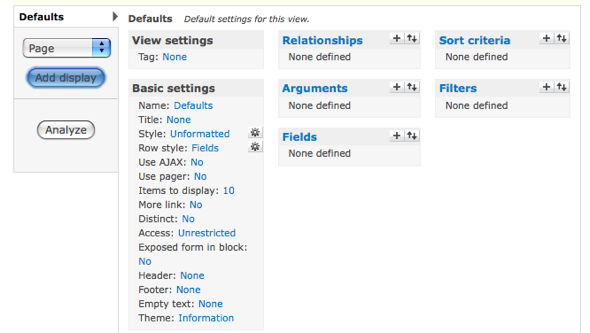 Defaults
Page
Add display
Analyze
Defaults Default settings for this view.
View settings
Tag: None
Basic settings
Name: Defaults
Title: None
Style: Unformatted
Row style: Fields
Use AJAX: No
Use pager: No
Items to display: 10
More link: No
Distinct: No
Access: Unrestricted
Exposed form in block:
No
Header: None
Footer: None
Empty text: None
Theme: Information
Relationships
None defined
Arguments
None defined
Fields
None defined
Sort criteria
None defined
Filters
None defined